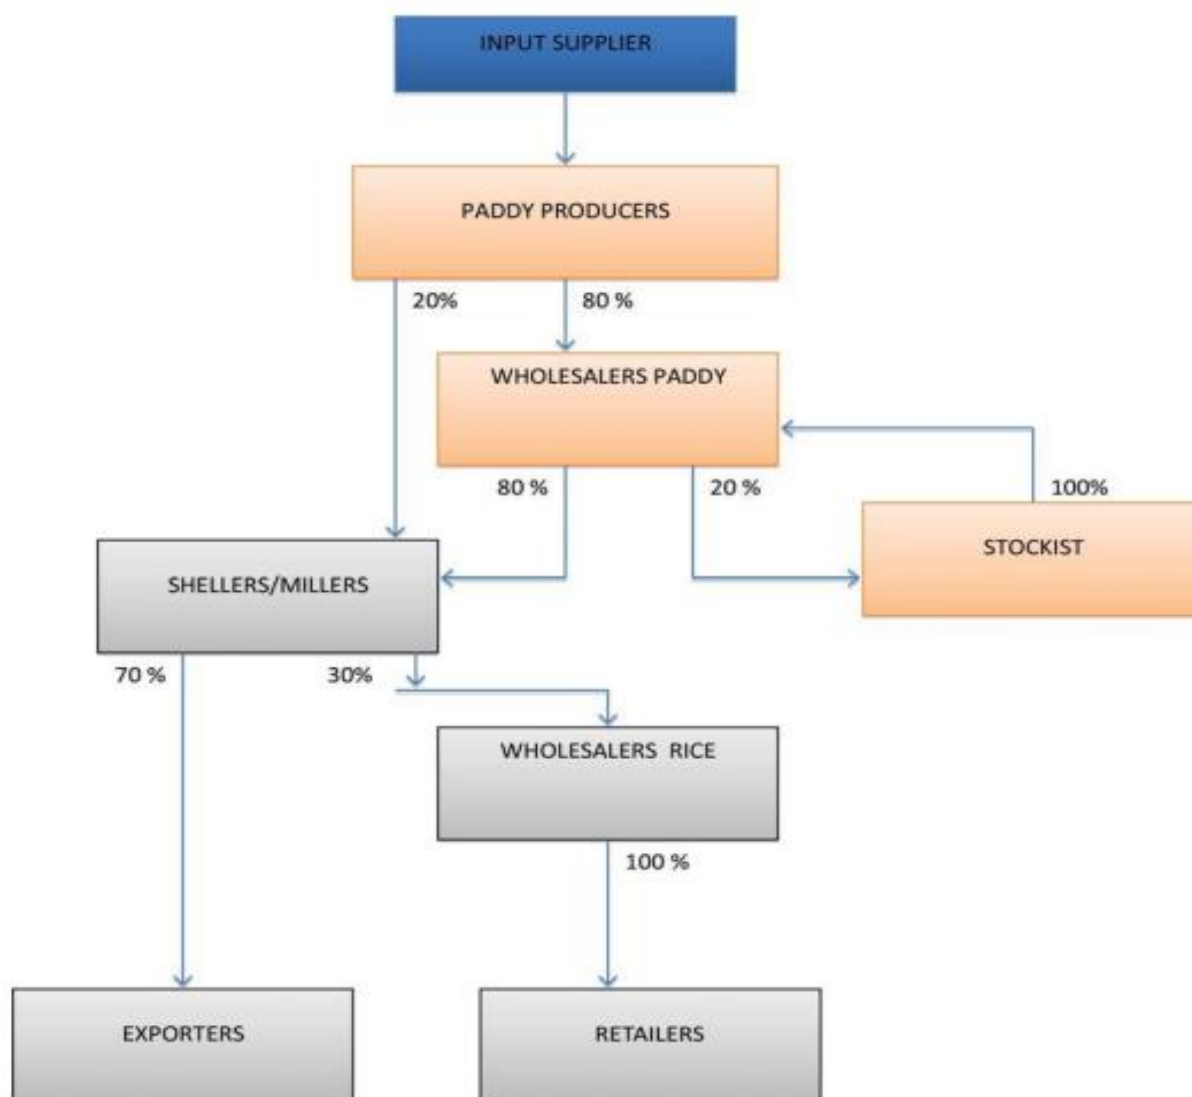 INPUT SUPPLIER
PADDY PRODUCERS
20%
80 %
WHOLESALERS PADDY
80 %
20 %
100%
STOCKIST
SHELLERS/MILLERS
70 %
30%
WHOLESALERS  RICE
100 %
EXPORTERS
RETAILERS